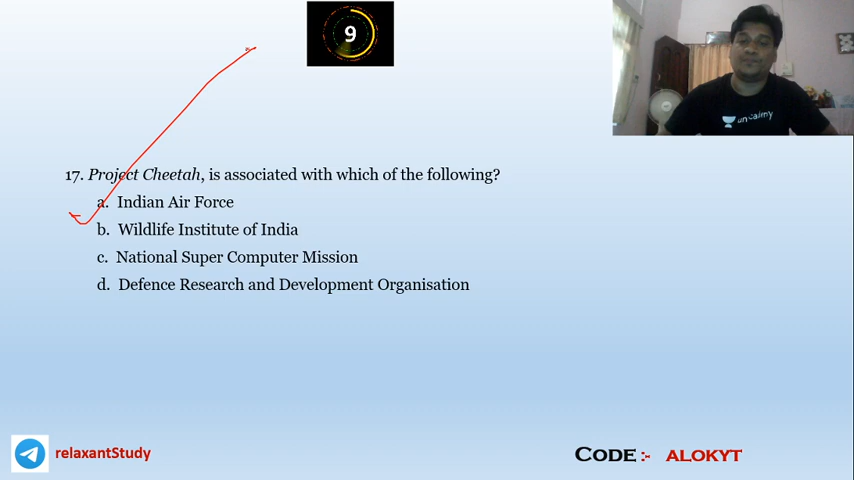 9
unacademy
17. Project Cheetah, is associated with which of the following?
a. Indian Air Force
b. Wildlife Institute of India
c. National Super Computer Mission
d. Defence Research and Development Organisation
relaxantStudy
CODE :- ALOKYT